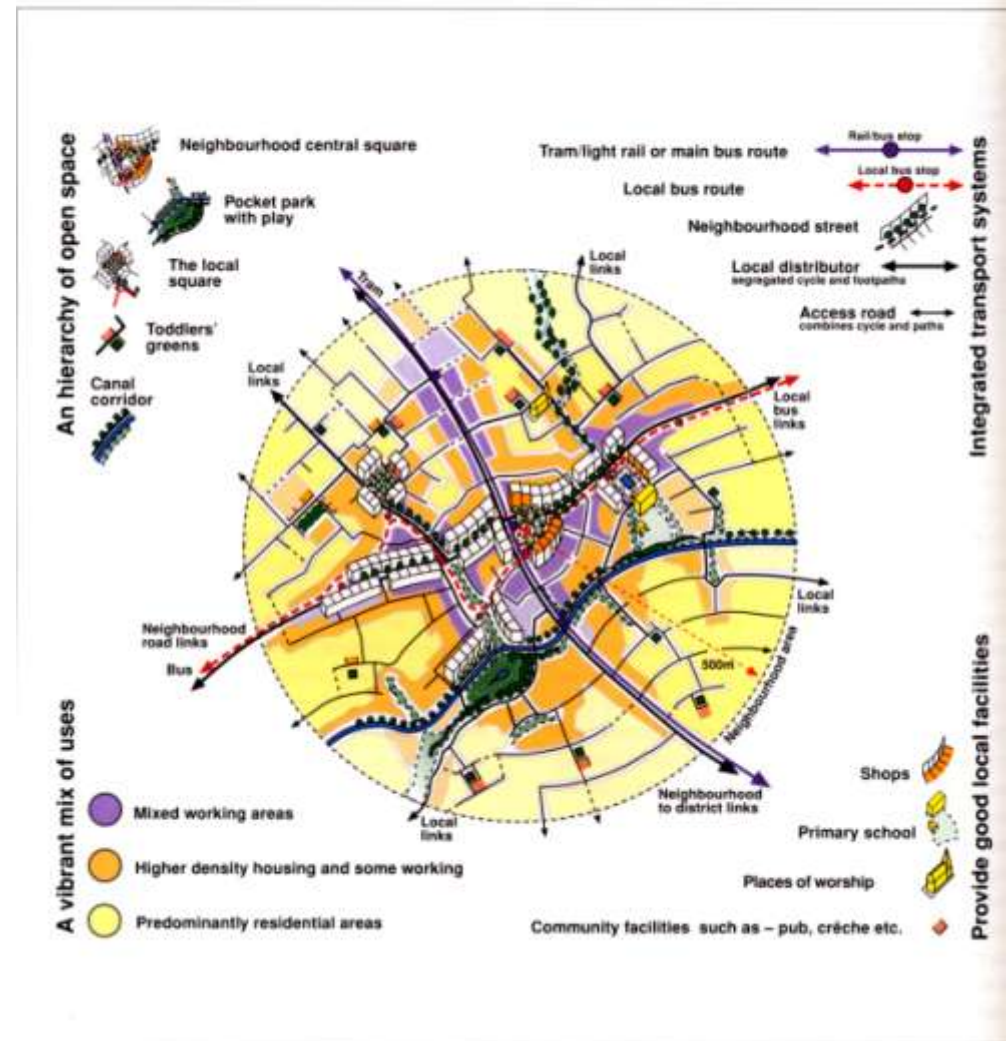 An hierarchy of open space
Neighbourhood central square
Pocket park
with play
The local
square
Toddlers'
greens
Canal
corridor
Integrated transport systems
Rail/bus stop
Tram/light rail or main bus route
Local bus stop
Local bus route
Neighbourhood street
Local distributor
segregated cycle and footpaths
Access road
combines cycle and paths
Tram
Local
links
Local
links
Local
bus
links
Local
links
Neighbourhood
road links
Bus
500m
Neighbourhood area
Neighbourhood
to district links
Local
links
A vibrant mix of uses
Mixed working areas
Higher density housing and some working
Predominantly residential areas
Provide good local facilities
Shops
Primary school
Places of worship
Community facilities such as – pub, crèche etc.